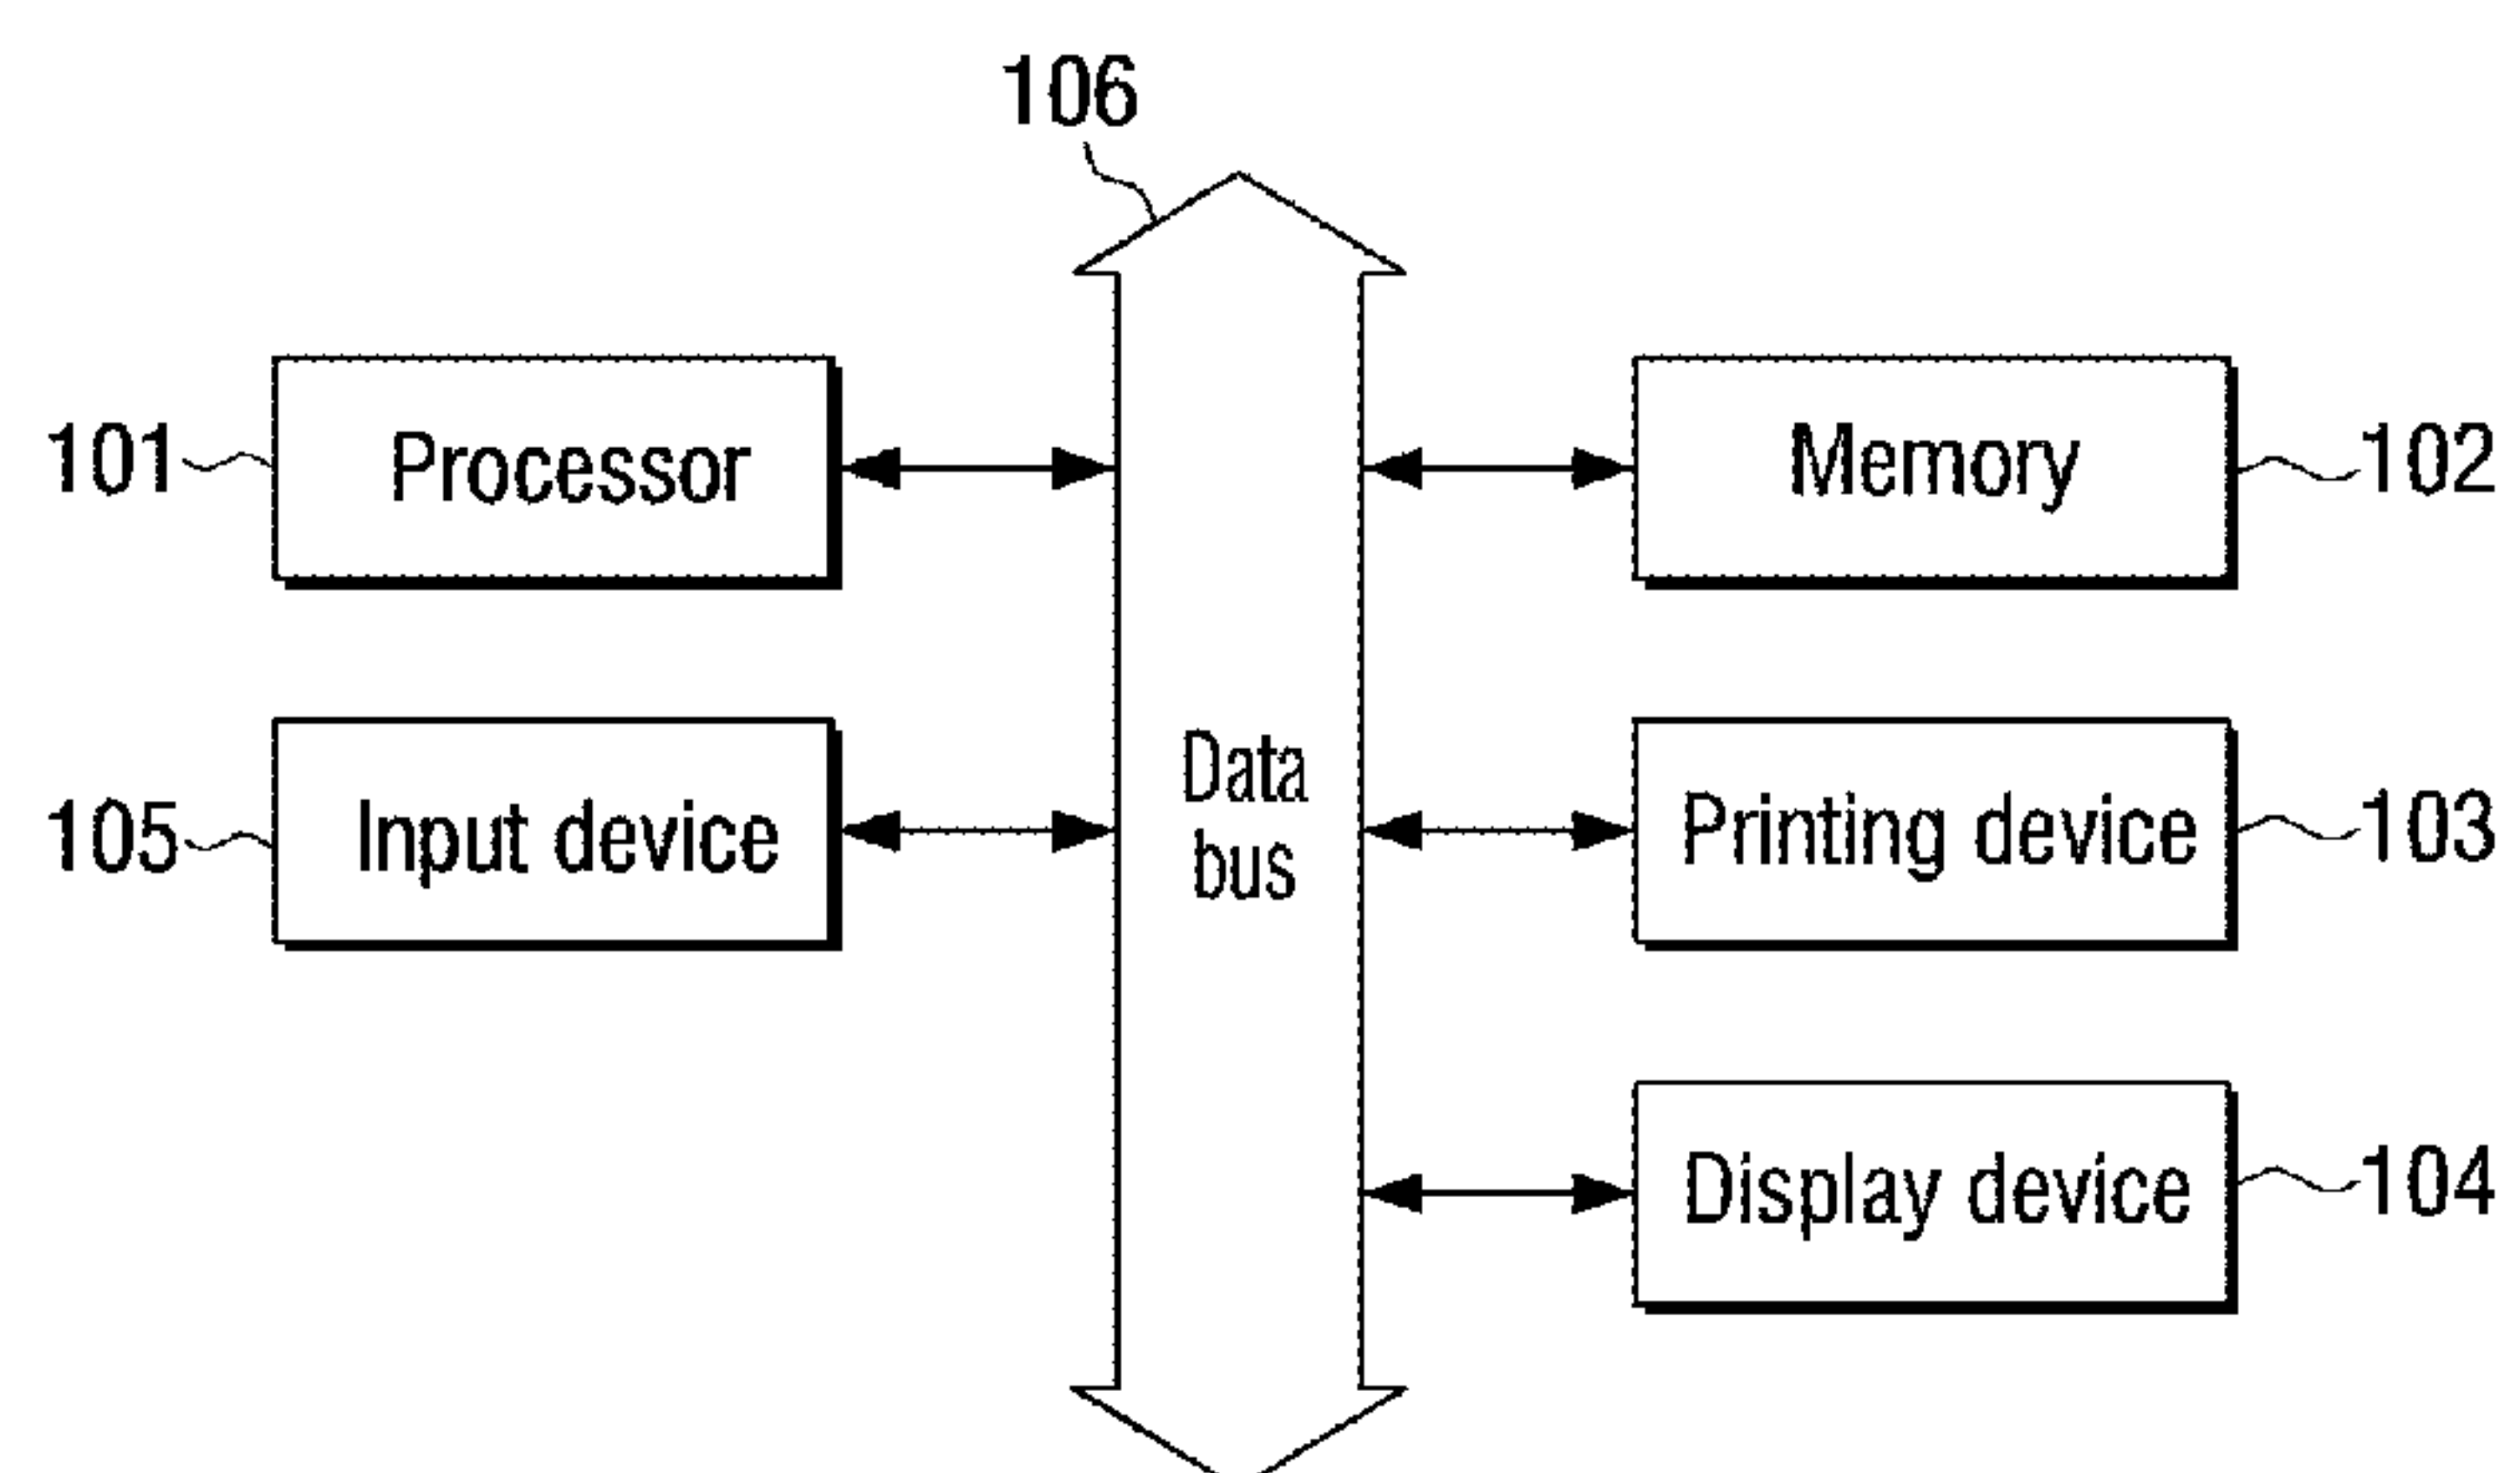 106
101
Processor
Memory
102
105
Input device
Data
bus
Printing device
103
Display device
104